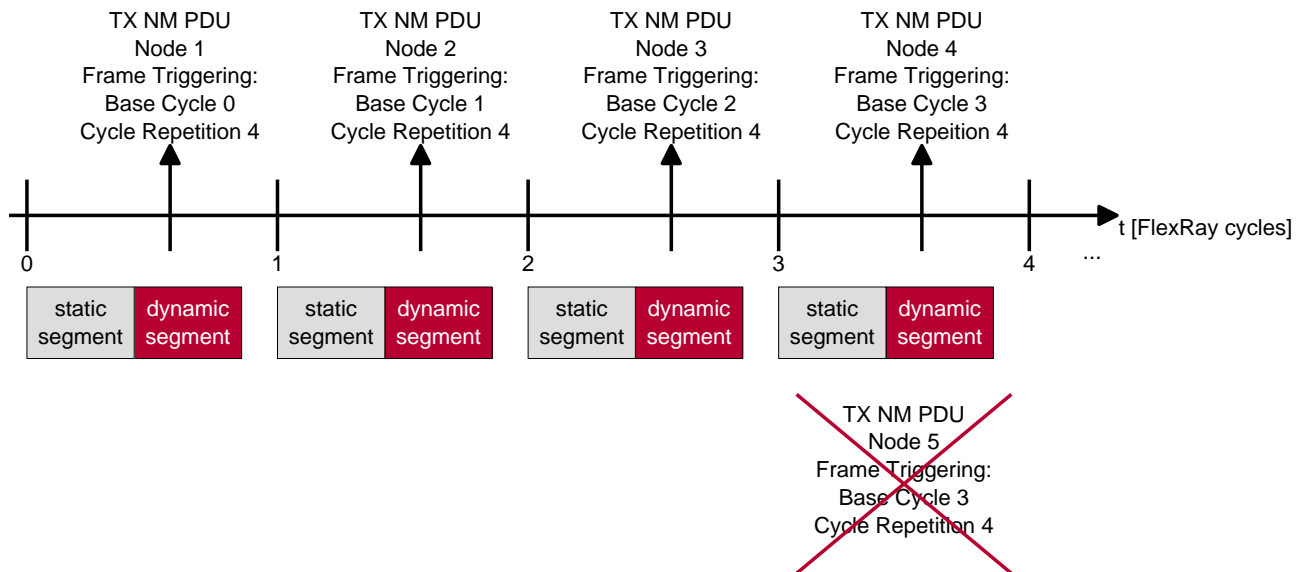 TX NM PDU
Node 1
Frame Triggering:
Base Cycle 0
Cycle Repetition 4
TX NM PDU
Node 2
Frame Triggering:
Base Cycle 1
Cycle Repetition 4
TX NM PDU
Node 3
Frame Triggering:
Base Cycle 2
Cycle Repetition 4
TX NM PDU
Node 4
Frame Triggering:
Base Cycle 3
Cycle Repeition 4
t [FlexRay cycles]
0 1 2 3 4 ...
static
segment
dynamic
segment
static
segment
dynamic
segment
static
segment
dynamic
segment
static
segment
dynamic
segment
TX NM PDU
Node 5
Frame Triggering:
Base Cycle 3
Cycle Repetition 4